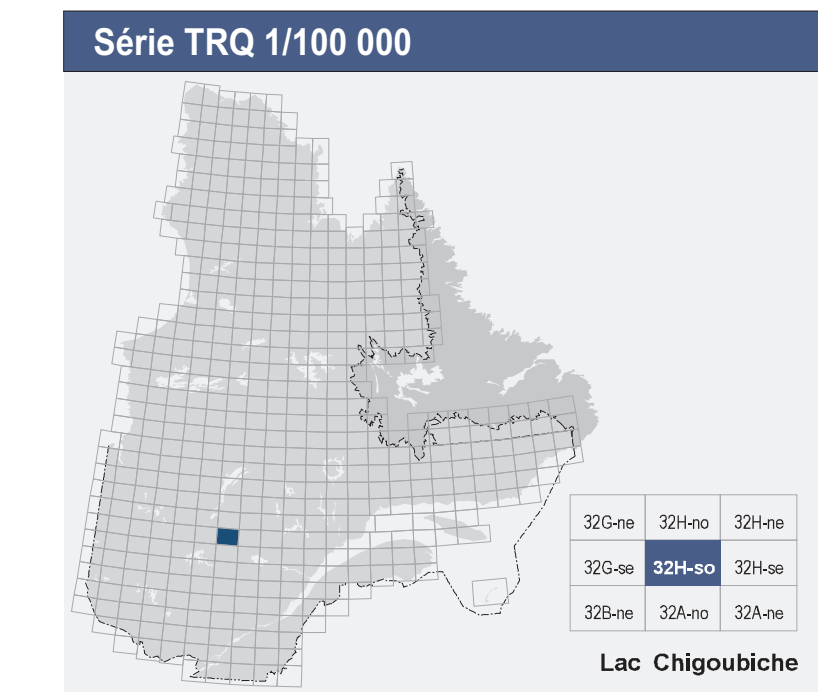 Série TRQ 1/100 000
32G-ne 32H-no 32H-ne
32G-se 32H-so 32H-se
32B-ne 32A-no 32A-ne
Lac Chigoubiche